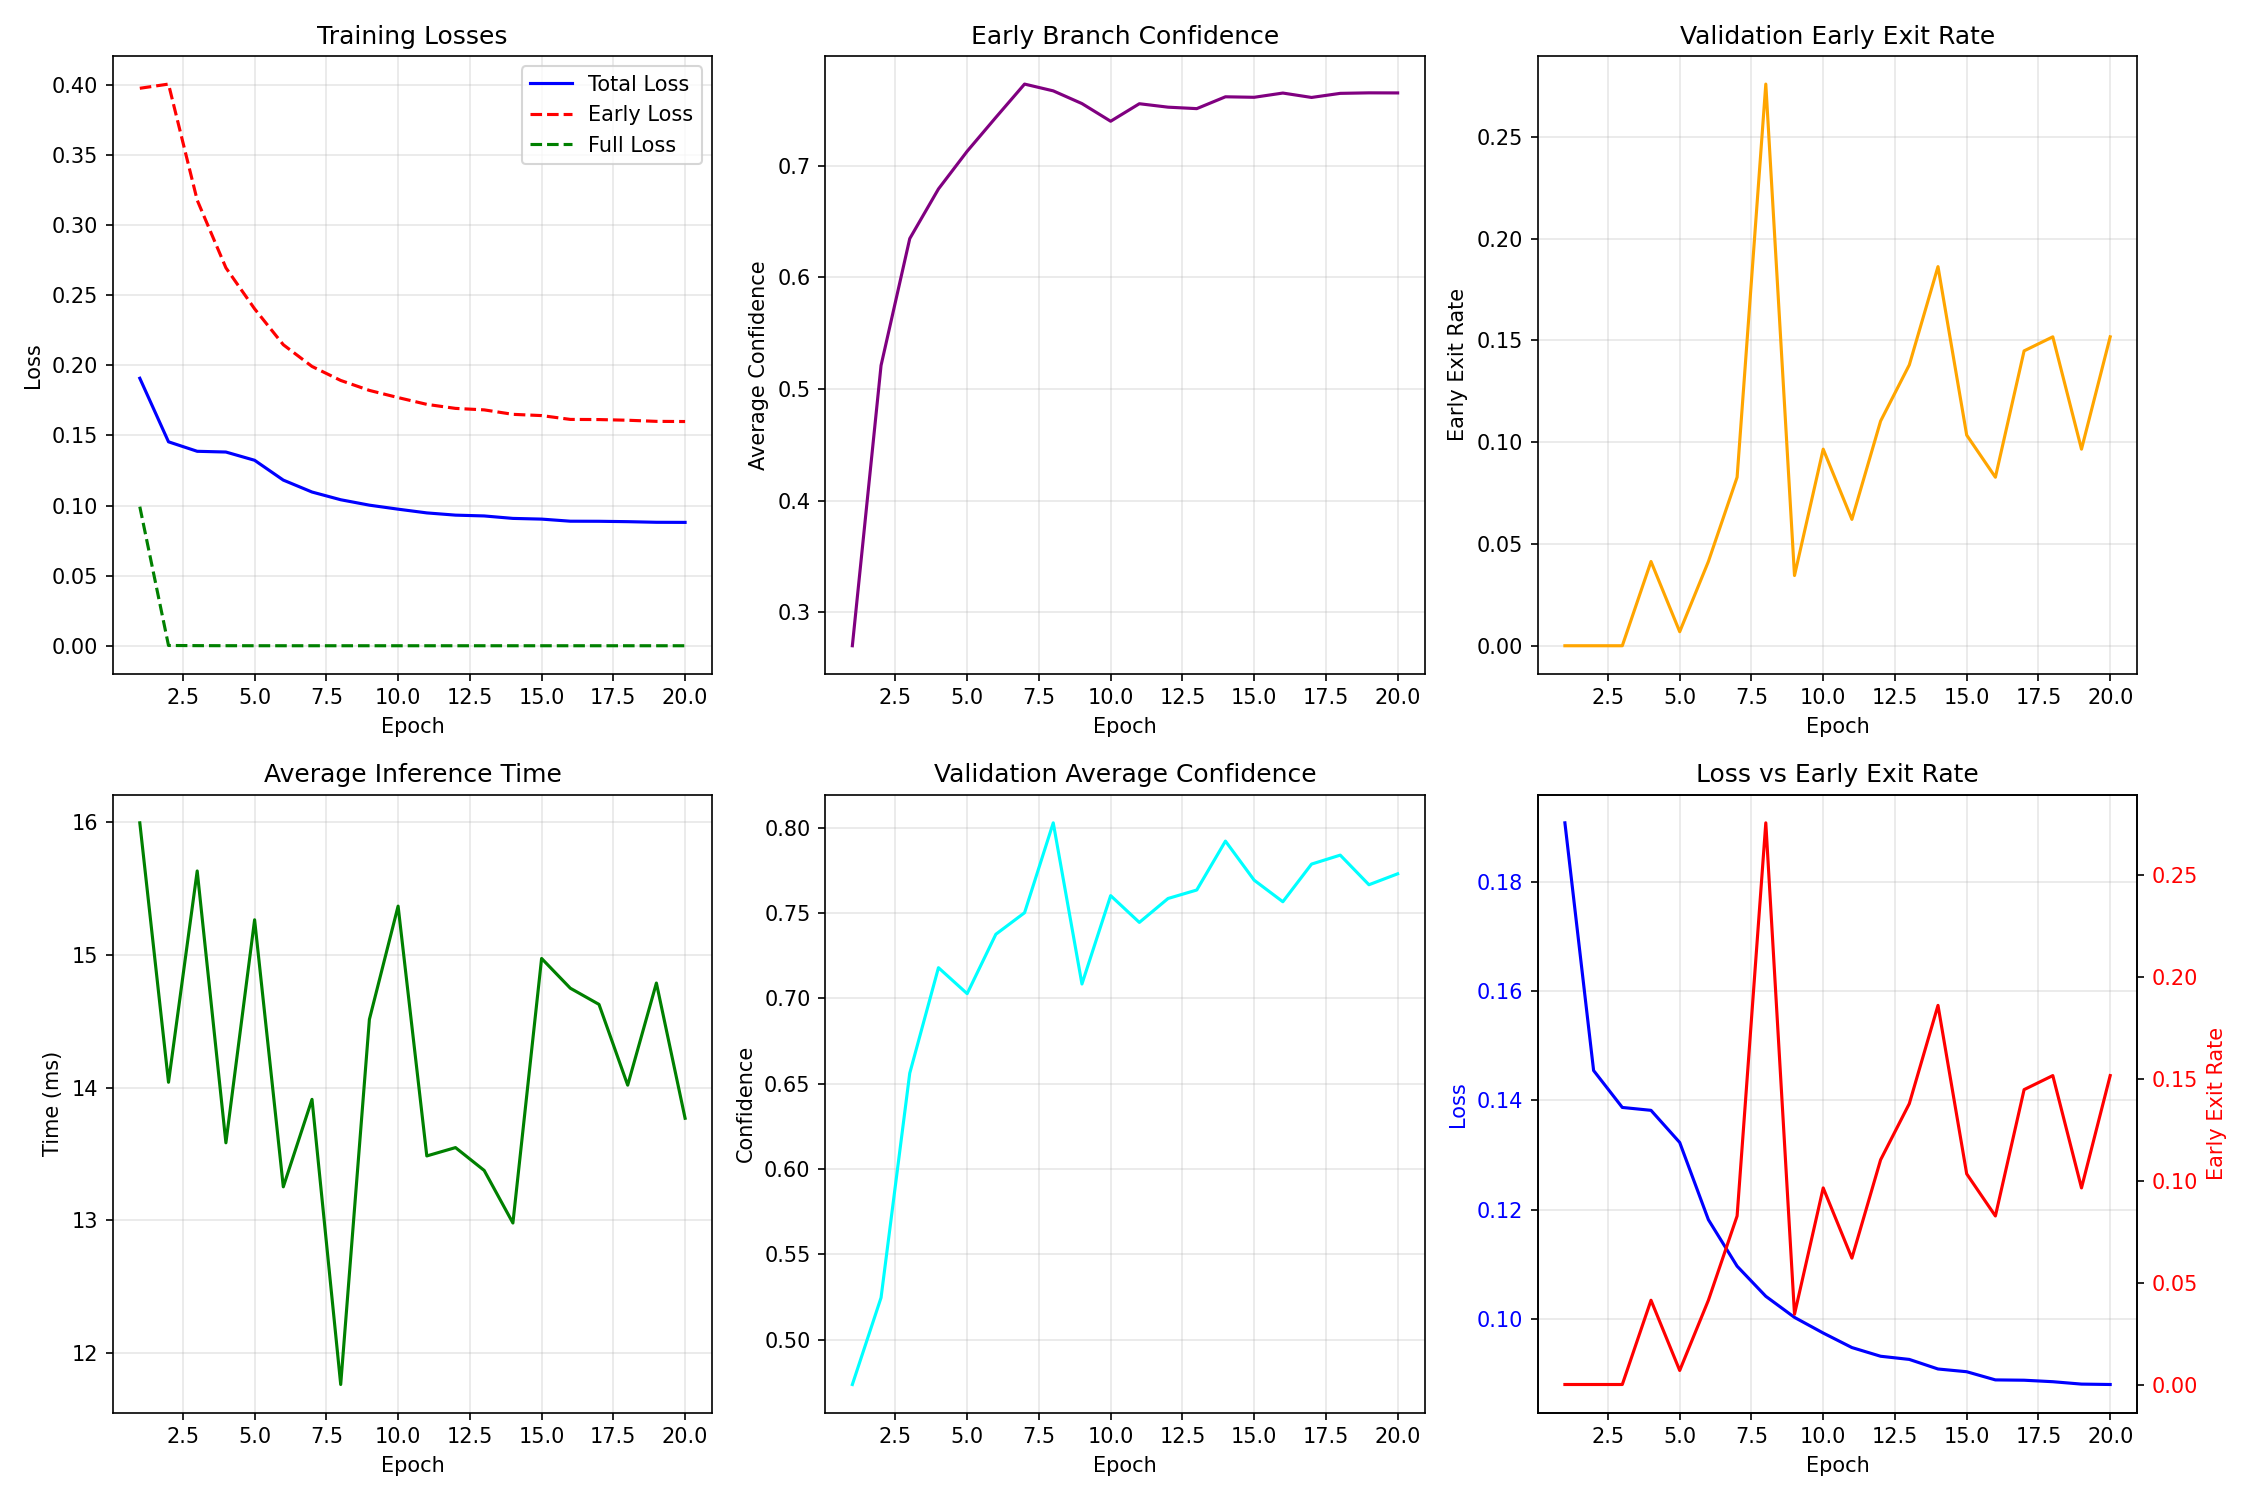 Training Losses
Total Loss
Early Loss
Full Loss
0.40
0.35
0.30
0.25
0.20
0.15
0.10
0.05
0.00
Loss
2.5 5.0 7.5 10.0 12.5 15.0 17.5 20.0
Epoch
Early Branch Confidence
0.7
0.6
0.5
0.4
0.3
Average Confidence
2.5 5.0 7.5 10.0 12.5 15.0 17.5 20.0
Epoch
Validation Early Exit Rate
0.25
0.20
0.15
0.10
0.05
0.00
Early Exit Rate
2.5 5.0 7.5 10.0 12.5 15.0 17.5 20.0
Epoch
Average Inference Time
16
15
14
13
12
Time (ms)
2.5 5.0 7.5 10.0 12.5 15.0 17.5 20.0
Epoch
Validation Average Confidence
0.80
0.75
0.70
0.65
0.60
0.55
0.50
Confidence
2.5 5.0 7.5 10.0 12.5 15.0 17.5 20.0
Epoch
Loss vs Early Exit Rate
0.18
0.16
0.14
0.12
0.10
Loss
0.25
0.20
0.15
0.10
0.05
0.00
Early Exit Rate
2.5 5.0 7.5 10.0 12.5 15.0 17.5 20.0
Epoch